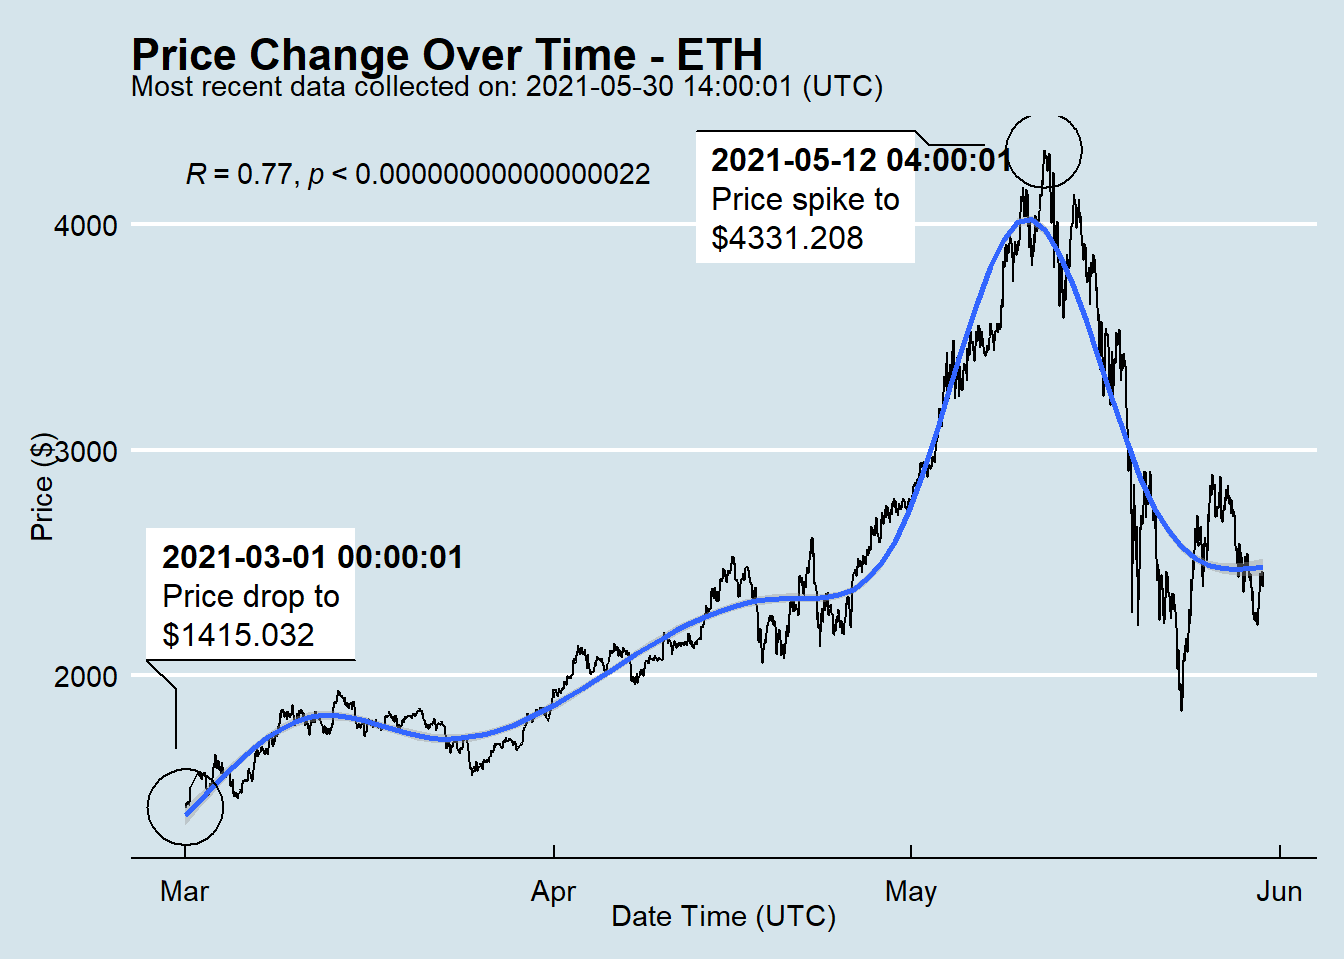 Price Change Over Time - ETH
Most recent data collected on: 2021-05-30 14:00:01 (UTC)
R = 0.77, p < 0.00000000000000022
2021-05-12 04:00:01
Price spike to
$4331.208
4000
3000
2000
Price ($)
2021-03-01 00:00:01
Price drop to
$1415.032
Mar
Apr
May
Jun
Date Time (UTC)